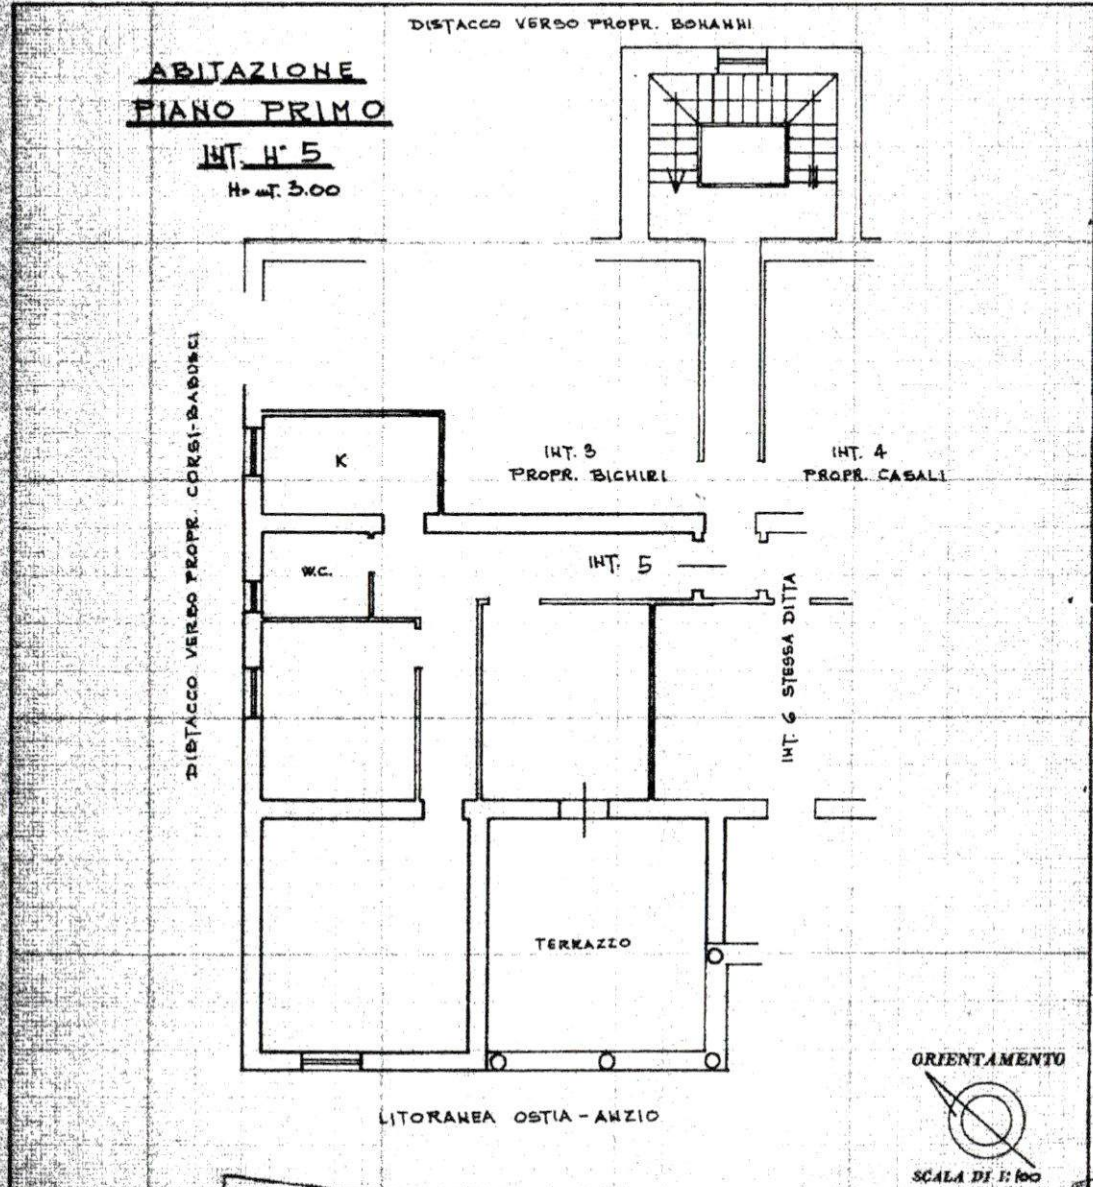 DISTACCO VERSO PROPR. BONANNI
ABITAZIONE
PIANO PRIMO
INT. N° 5
H= mT. 3.00
DISTACCO VERSO PROPR. CORSI-BADUSCI
K
INT. 3
PROPR. BICHIRI
INT. 4
PROPR. CASALI
W.C.
INT. 5
INT. 6 STESSA DITTA
TERRAZZO
LITORANEA OSTIA - ANZIO
ORIENTAMENTO
SCALA DI 1:100